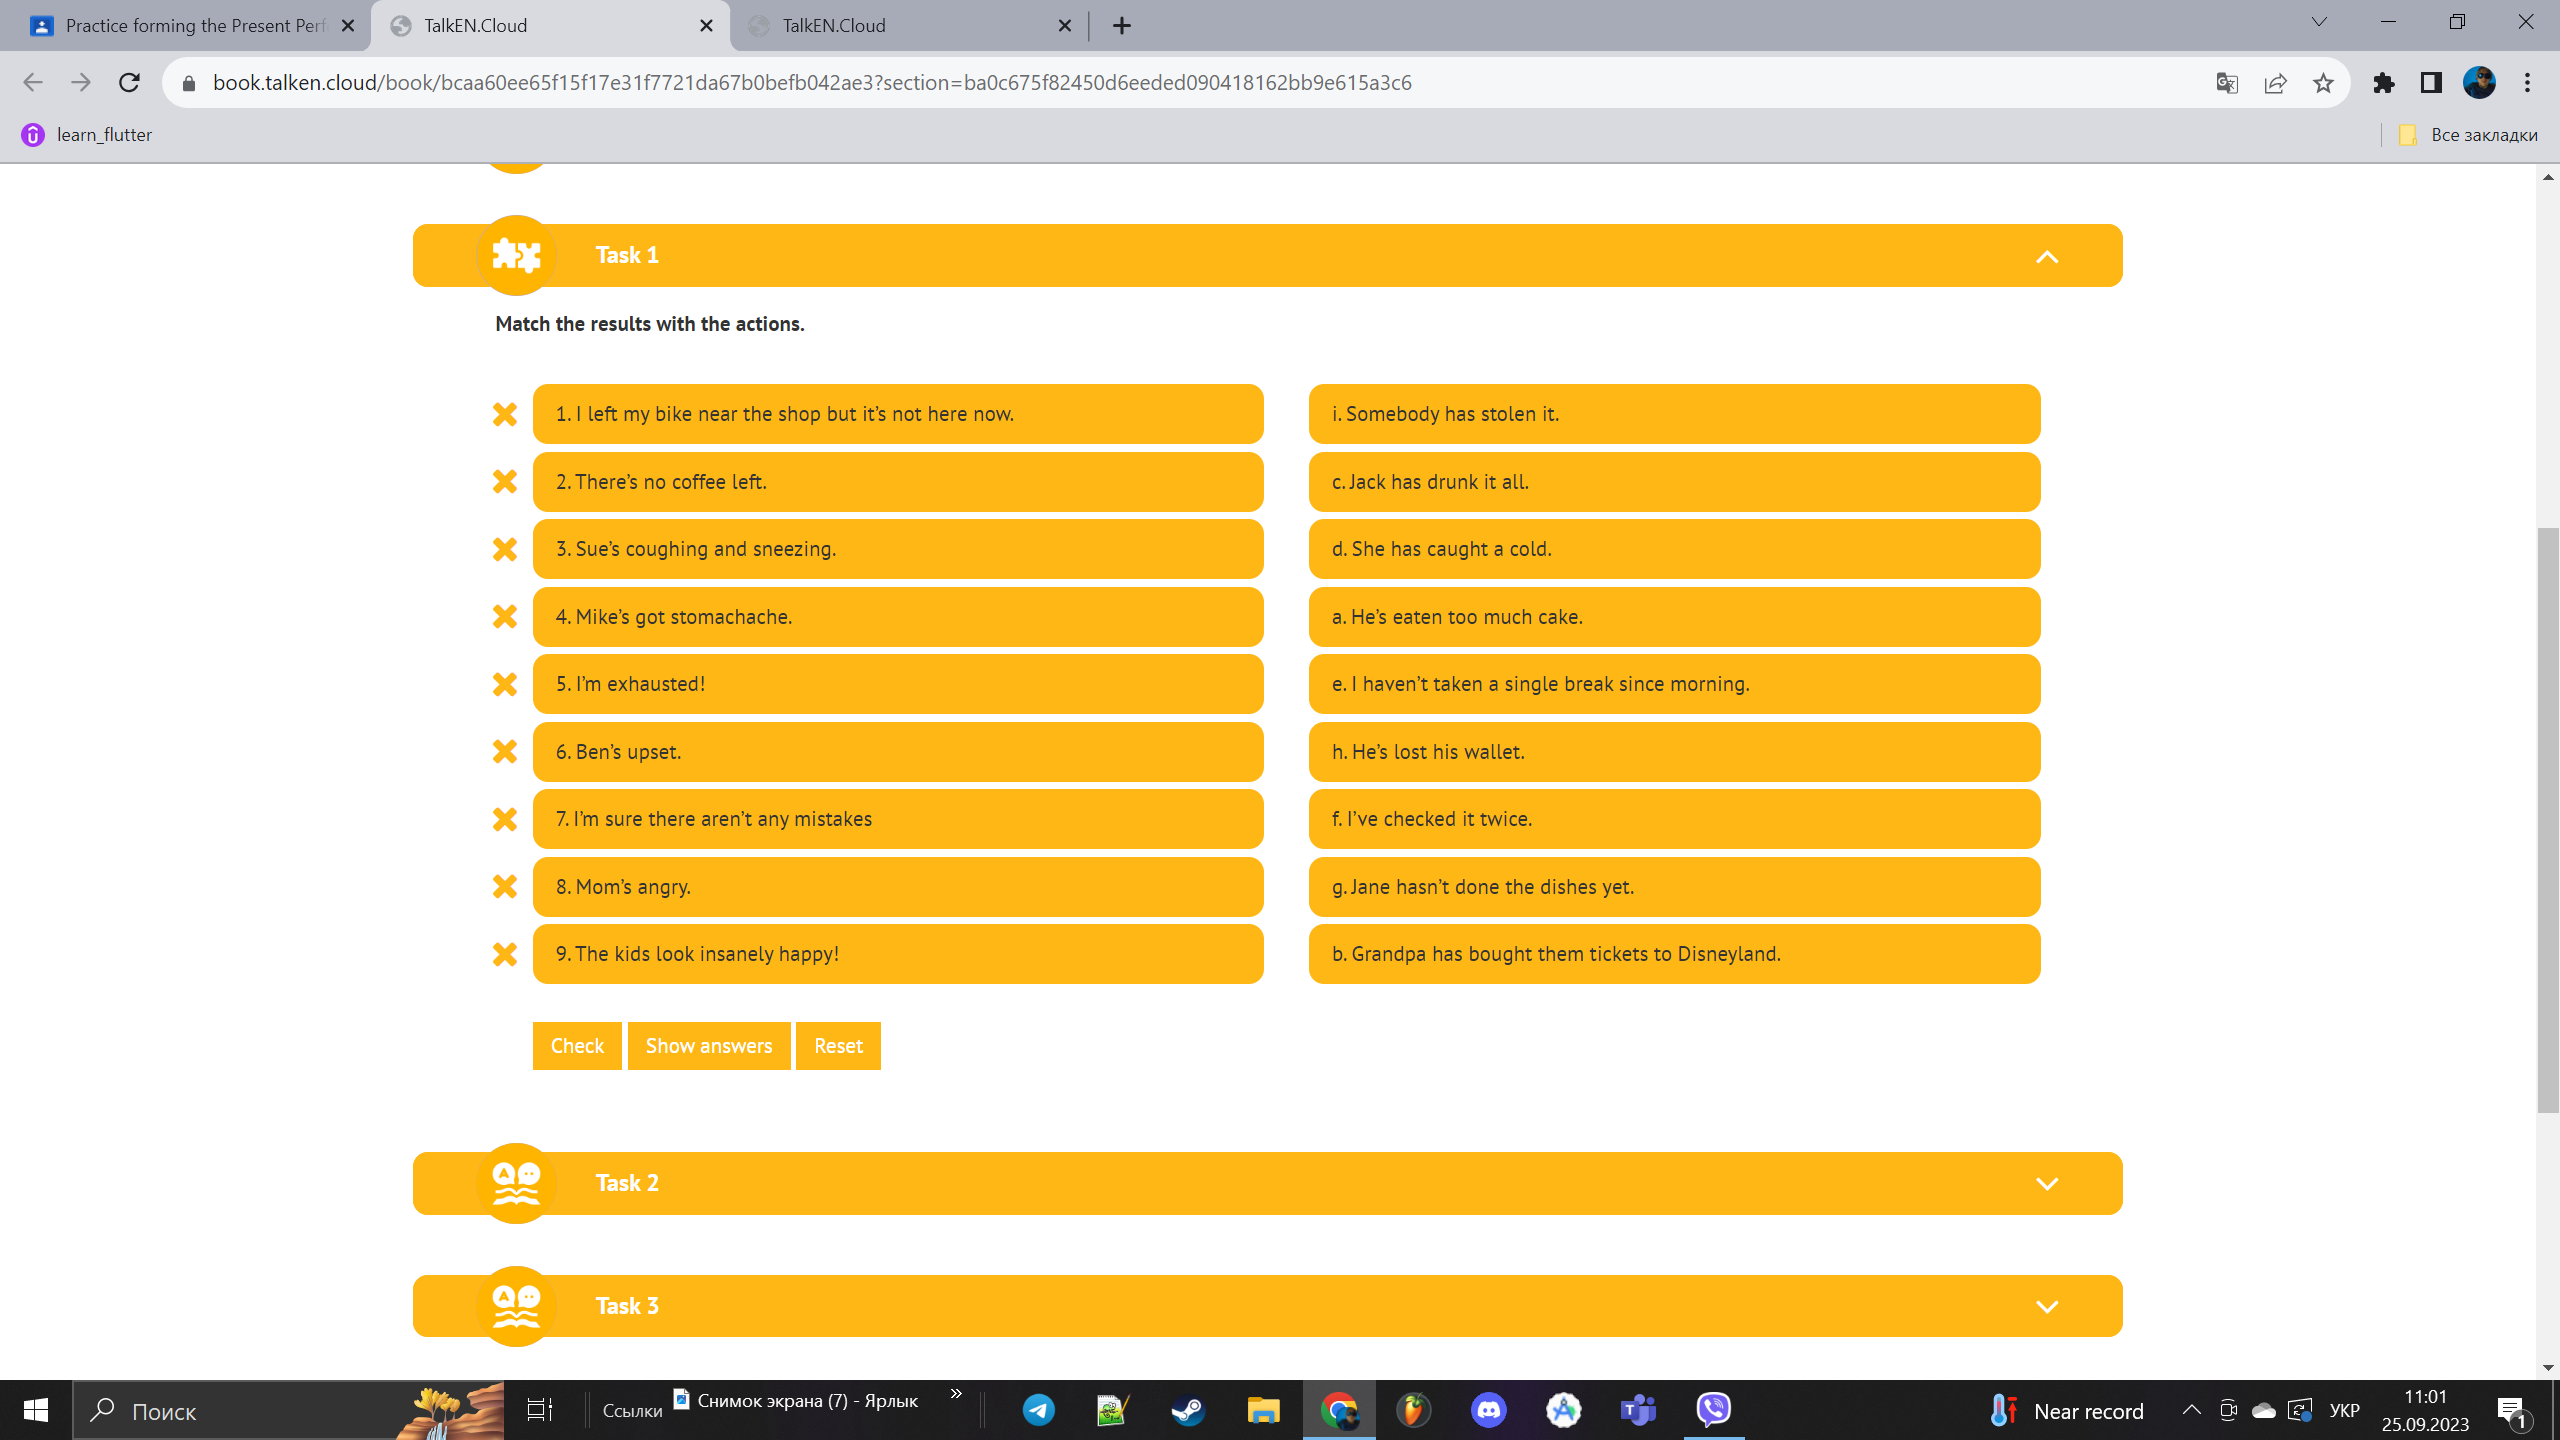 Practice forming the Present Perf
TalkEN.Cloud
TalkEN.Cloud
book.talken.cloud/book/bcaa60ee65f15f17e31f7721da67b0befb042ae3?section=ba0c675f82450d6eeded090418162bb9e615a3c6
learn_flutter
Все закладки
Task 1
Match the results with the actions.
1. I left my bike near the shop but it’s not here now.
i. Somebody has stolen it.
2. There’s no coffee left.
c. Jack has drunk it all.
3. Sue’s coughing and sneezing.
d. She has caught a cold.
4. Mike’s got stomachache.
a. He’s eaten too much cake.
5. I’m exhausted!
e. I haven’t taken a single break since morning.
6. Ben’s upset.
h. He’s lost his wallet.
7. I’m sure there aren’t any mistakes
f. I’ve checked it twice.
8. Mom’s angry.
g. Jane hasn’t done the dishes yet.
9. The kids look insanely happy!
b. Grandpa has bought them tickets to Disneyland.
Check
Show answers
Reset
Task 2
Task 3
Поиск
Ссылки
Снимок экрана (7) - Ярлык
Near record
УКР
11:01
25.09.2023
1